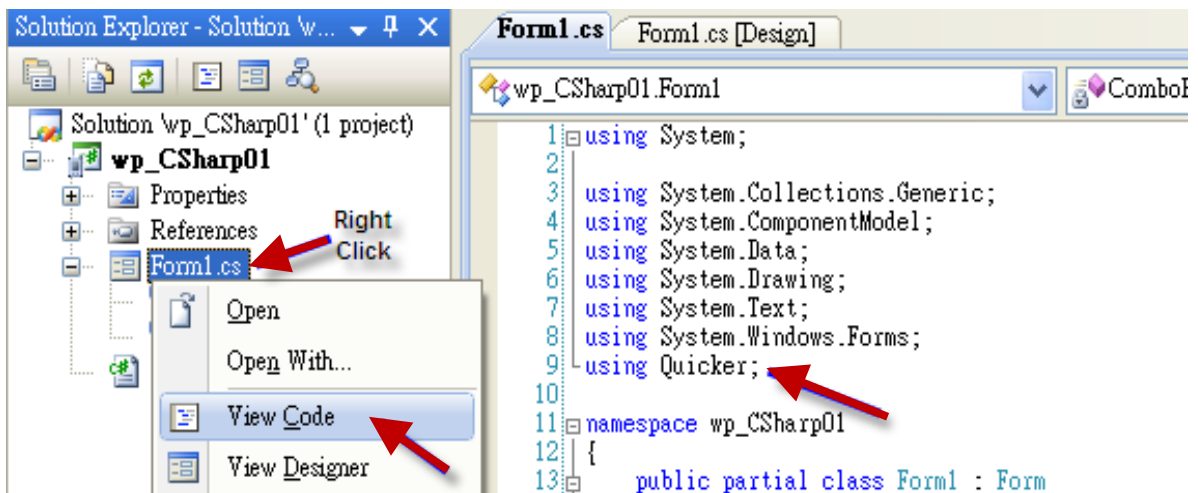 Solution Explorer - Solution 'w...
Solution 'wp_CSharp01' (1 project)
wp_CSharp01
Properties
References
Right
Click
Form1.cs
Open
Open With...
View Code
View Designer
Form1.cs
Form1.cs [Design]
wp_CSharp01.Form1
1 using System;
2
3 using System.Collections.Generic;
4 using System.ComponentModel;
5 using System.Data;
6 using System.Drawing;
7 using System.Text;
8 using System.Windows.Forms;
9 using Quicker;
10
11 namespace wp_CSharp01
12 {
13 public partial class Form1 : Form